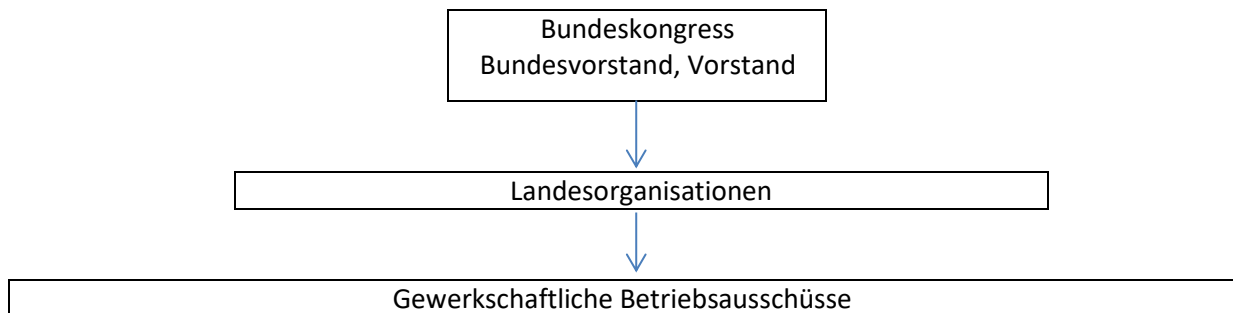 Bundeskongress
Bundesvorstand, Vorstand
Landesorganisationen
Gewerkschaftliche Betriebsausschüsse